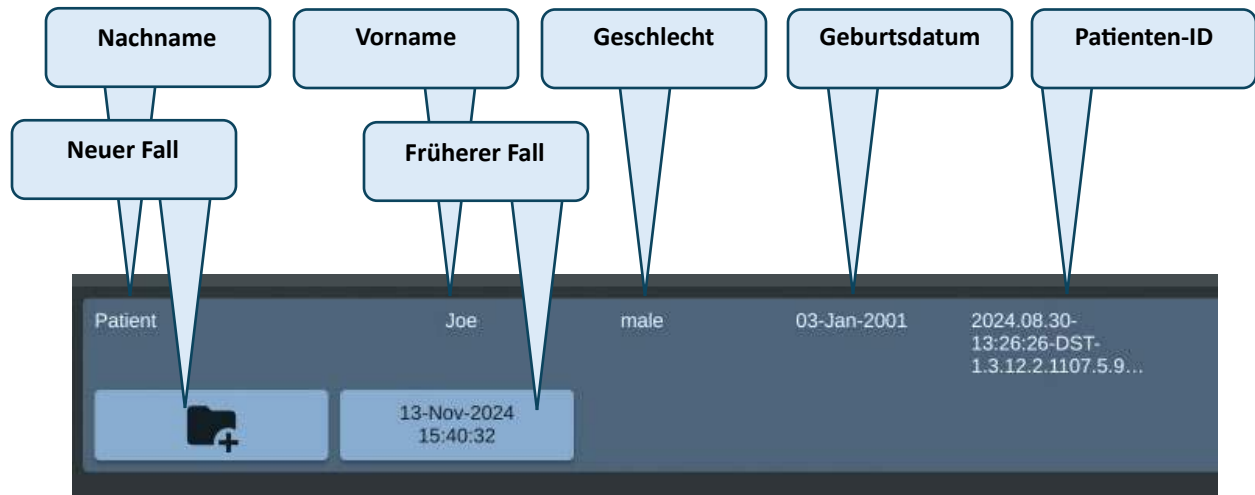 Nachname
Vorname
Geschlecht
Geburtsdatum
Patienten-ID
Neuer Fall
Früherer Fall
Patient
Joe
male
03-Jan-2001
2024.08.30-
13:26:26-DST-
1.3.12.2.1107.5.9...
13-Nov-2024
15:40:32